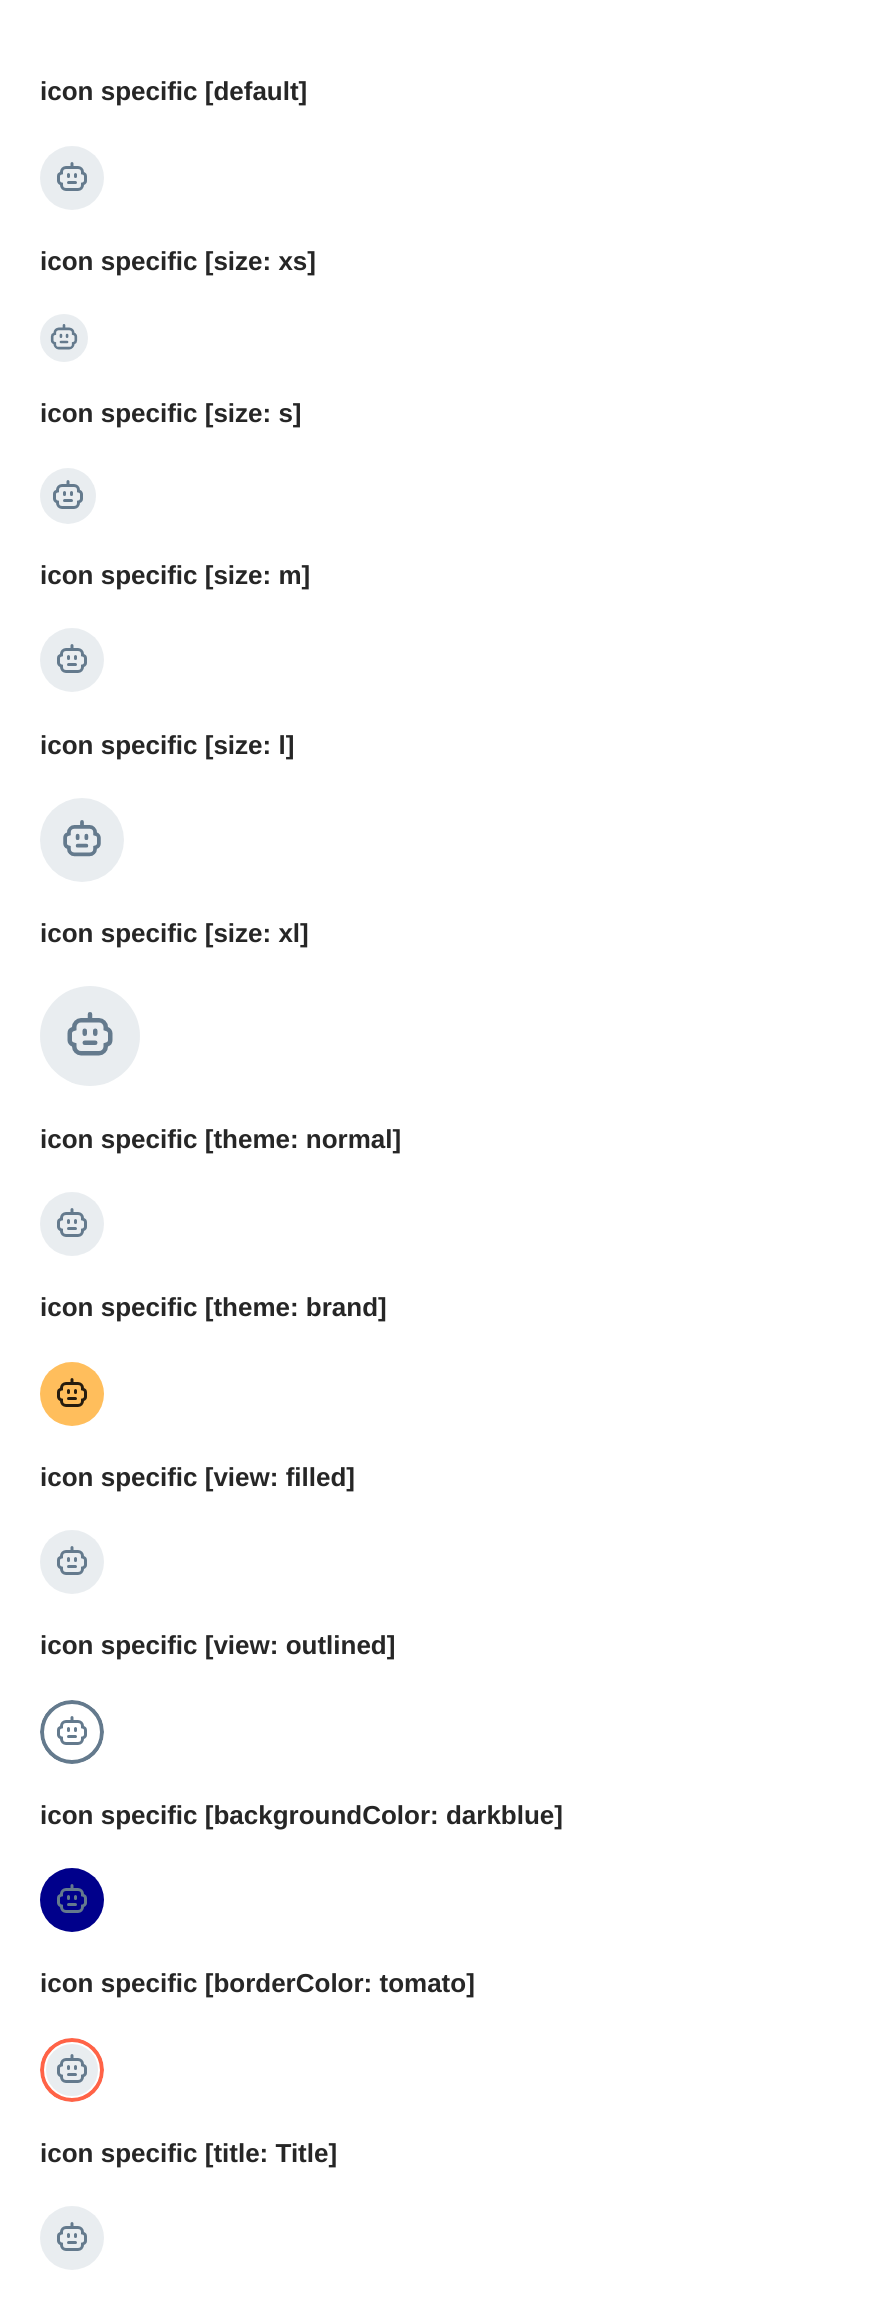 icon specific [default]
icon specific [size: xs]
icon specific [size: s]
icon specific [size: m]
icon specific [size: l]
icon specific [size: xl]
icon specific [theme: normal]
icon specific [theme: brand]
icon specific [view: filled]
icon specific [view: outlined]
icon specific [backgroundColor: darkblue]
icon specific [borderColor: tomato]
icon specific [title: Title]